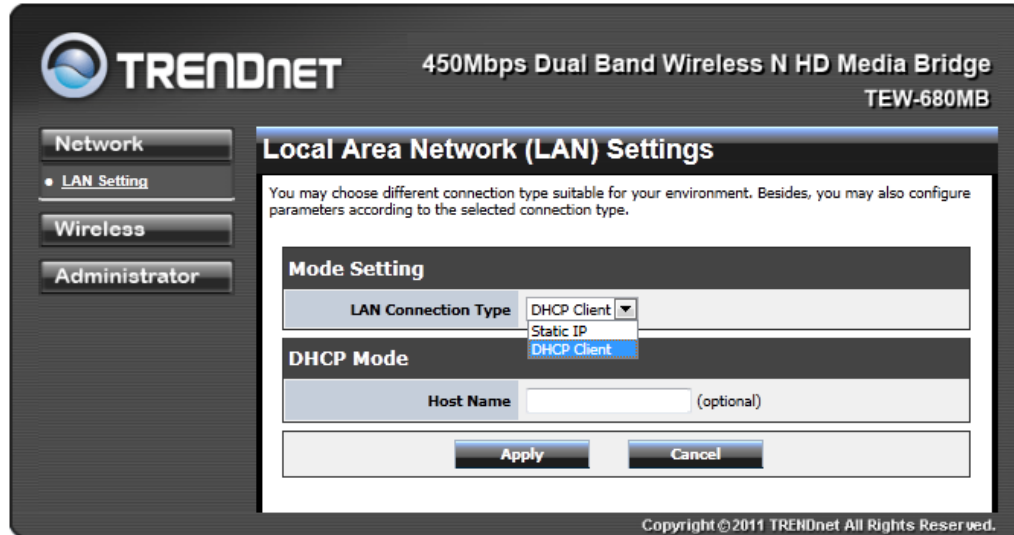 TRENDNET
450Mbps Dual Band Wireless N HD Media Bridge
TEW-680MB
Network
LAN Setting
Wireless
Administrator
Local Area Network (LAN) Settings
You may choose different connection type suitable for your environment. Besides, you may also configure
parameters according to the selected connection type.
Mode Setting
LAN Connection Type DHCP Client
Static IP
DHCP Client
DHCP Mode
Host Name (optional)
Apply Cancel
Copyright©2011 TRENDnet All Rights Reserved.